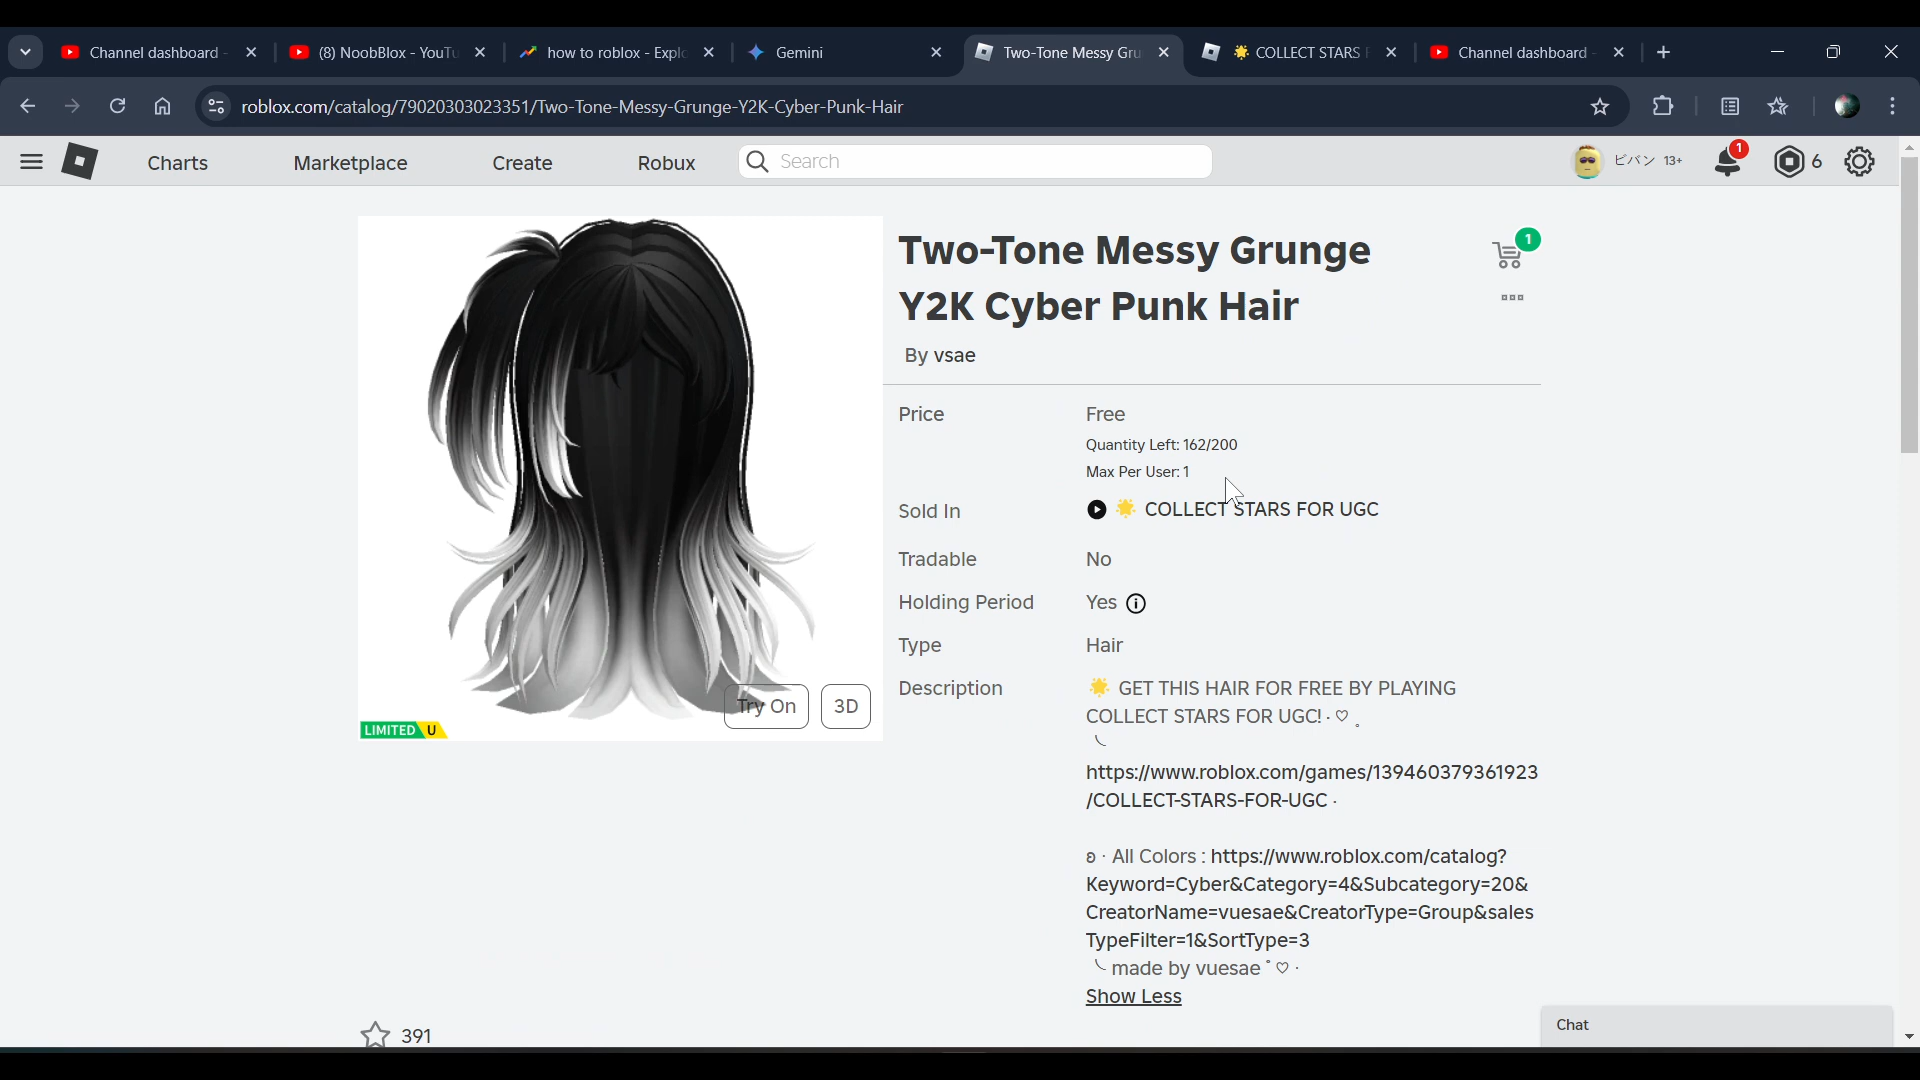 Channel dashboard -
(8) NoobBlox - YouTu
how to roblox - Explo
Gemini
Two-Tone Messy Gru
COLLECT STARS F
Channel dashboard -
roblox.com/catalog/79020303023351/Two-Tone-Messy-Grunge-Y2K-Cyber-Punk-Hair
Charts
Marketplace
Create
Robux
Search
ビパン 13+
1
6
Two-Tone Messy Grunge
Y2K Cyber Punk Hair
1
By vsae
Price
Free
Quantity Left: 162/200
Max Per User: 1
Sold In
COLLECT STARS FOR UGC
Tradable
No
Holding Period
Yes
Type
Hair
Description
🌟 GET THIS HAIR FOR FREE BY PLAYING
COLLECT STARS FOR UGC! · ♡ 。
╰
https://www.roblox.com/games/139460379361923
/COLLECT-STARS-FOR-UGC ·
ʚ · All Colors : https://www.roblox.com/catalog?
Keyword=Cyber&Category=4&Subcategory=20&
CreatorName=vuesae&CreatorType=Group&sales
TypeFilter=1&SortType=3
╰ made by vuesae ˚ ♡ ·
Show Less
Try On
3D
LIMITED U
391
Chat